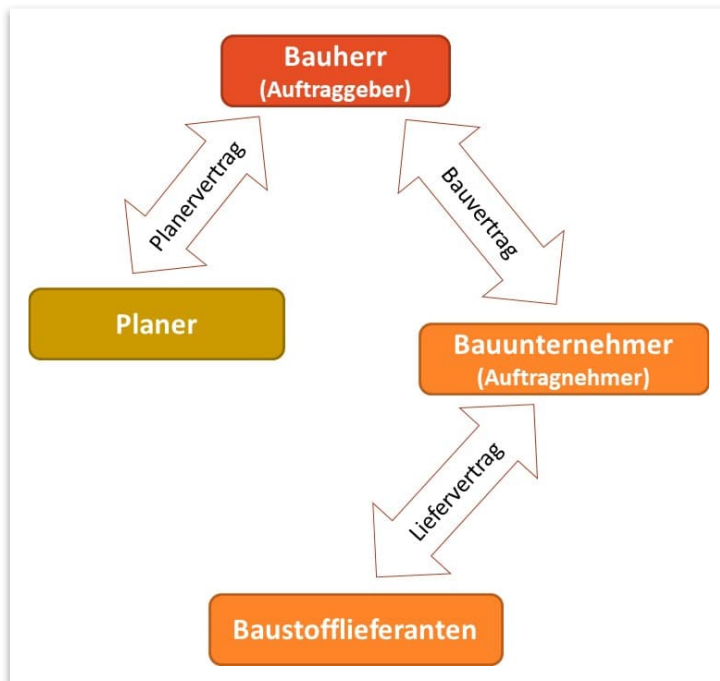 Bauherr
(Auftraggeber)
Planervertrag
Bauvertrag
Planer
Bauunternehmer
(Auftragnehmer)
Liefervertrag
Baustofflieferanten